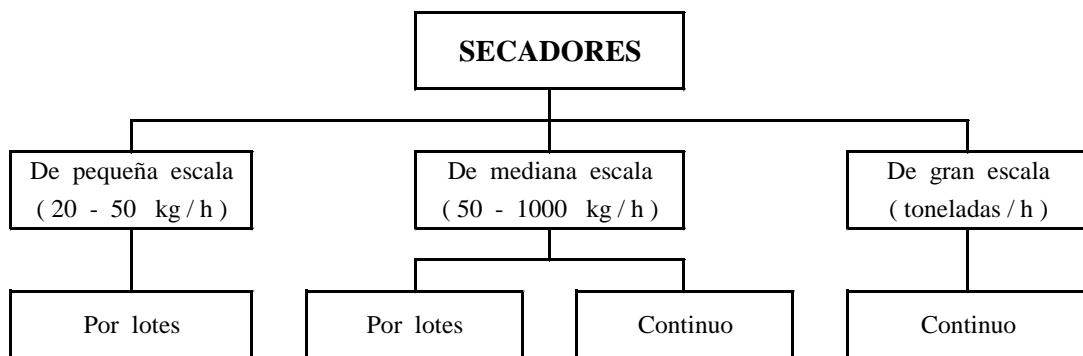 SECADORES
De pequeña escala
( 20 - 50 kg / h )
De mediana escala
( 50 - 1000 kg / h )
De gran escala
( toneladas / h )
Por lotes
Por lotes
Continuo
Continuo